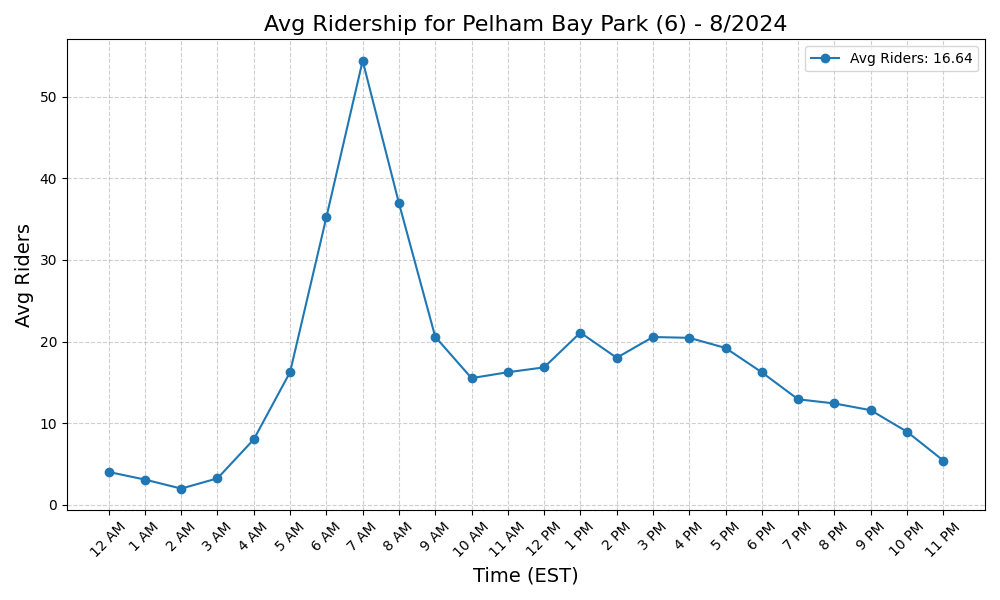 Avg Ridership for Pelham Bay Park (6) - 8/2024
Avg Riders: 16.64
Avg Riders
50
40
30
20
10
0
12 AM
1 AM
2 AM
3 AM
4 AM
5 AM
6 AM
7 AM
8 AM
9 AM
10 AM
11 AM
12 PM
1 PM
2 PM
3 PM
4 PM
5 PM
6 PM
7 PM
8 PM
9 PM
10 PM
11 PM
Time (EST)